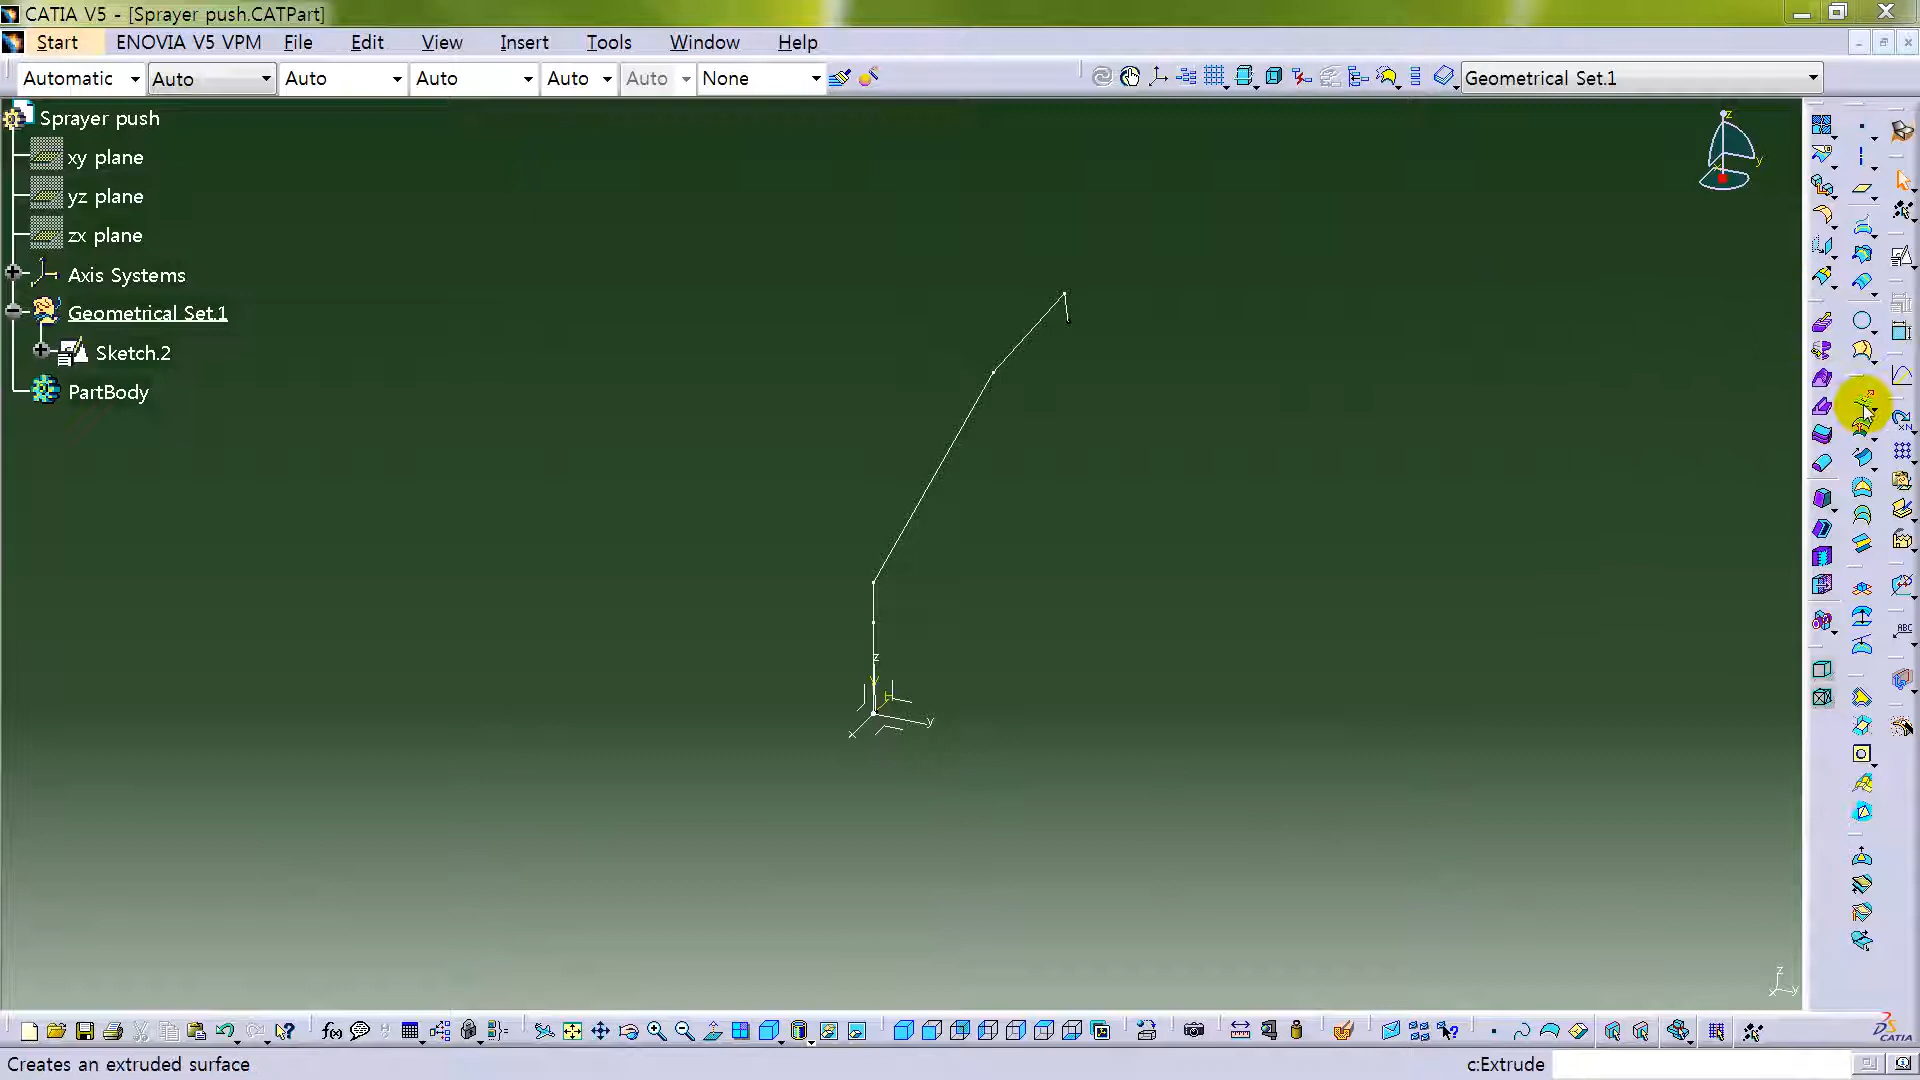 CATIA V5 - [Sprayer push.CATPart]
Start ENOVIA V5 VPM File Edit View Insert Tools Window Help
Automatic Auto Auto Auto Auto Auto None Geometrical Set.1
Sprayer push
xy plane
yz plane
zx plane
Axis Systems
Geometrical Set.1
Sketch.2
PartBody
z
y
z
V
H
y
x
z
x y
ABC
f(x)
CATIA
Creates an extruded surface c:Extrude